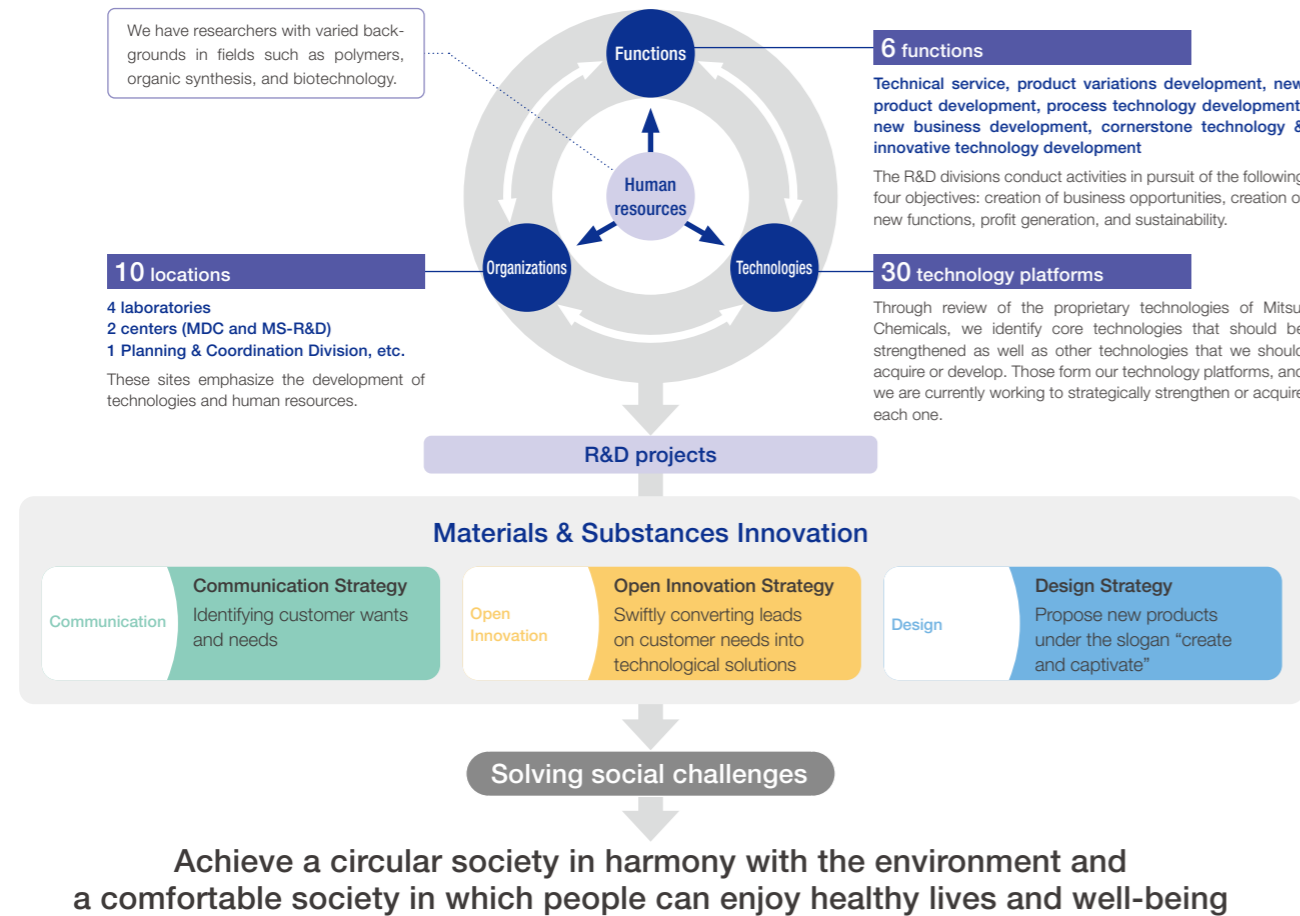 We have researchers with varied back-
grounds in fields such as polymers,
organic synthesis, and biotechnology.
Functions
Human
resources
Organizations
Technologies
6 functions
Technical service, product variations development, new
product development, process technology development
new business development, cornerstone technology &
innovative technology development
The R&D divisions conduct activities in pursuit of the following
four objectives: creation of business opportunities, creation o
new functions, profit generation, and sustainability.
10 locations
4 laboratories
2 centers (MDC and MS-R&D)
1 Planning & Coordination Division, etc.
These sites emphasize the development of
technologies and human resources.
30 technology platforms
Through review of the proprietary technologies of Mitsu
Chemicals, we identify core technologies that should be
strengthened as well as other technologies that we should
acquire or develop. Those form our technology platforms, and
we are currently working to strategically strengthen or acquire
each one.
R&D projects
Materials & Substances Innovation
Communication
Communication Strategy
Identifying customer wants
and needs
Open
Innovation
Open Innovation Strategy
Swiftly converting leads
on customer needs into
technological solutions
Design
Design Strategy
Propose new products
under the slogan “create
and captivate”
Solving social challenges
Achieve a circular society in harmony with the environment and
a comfortable society in which people can enjoy healthy lives and well-being